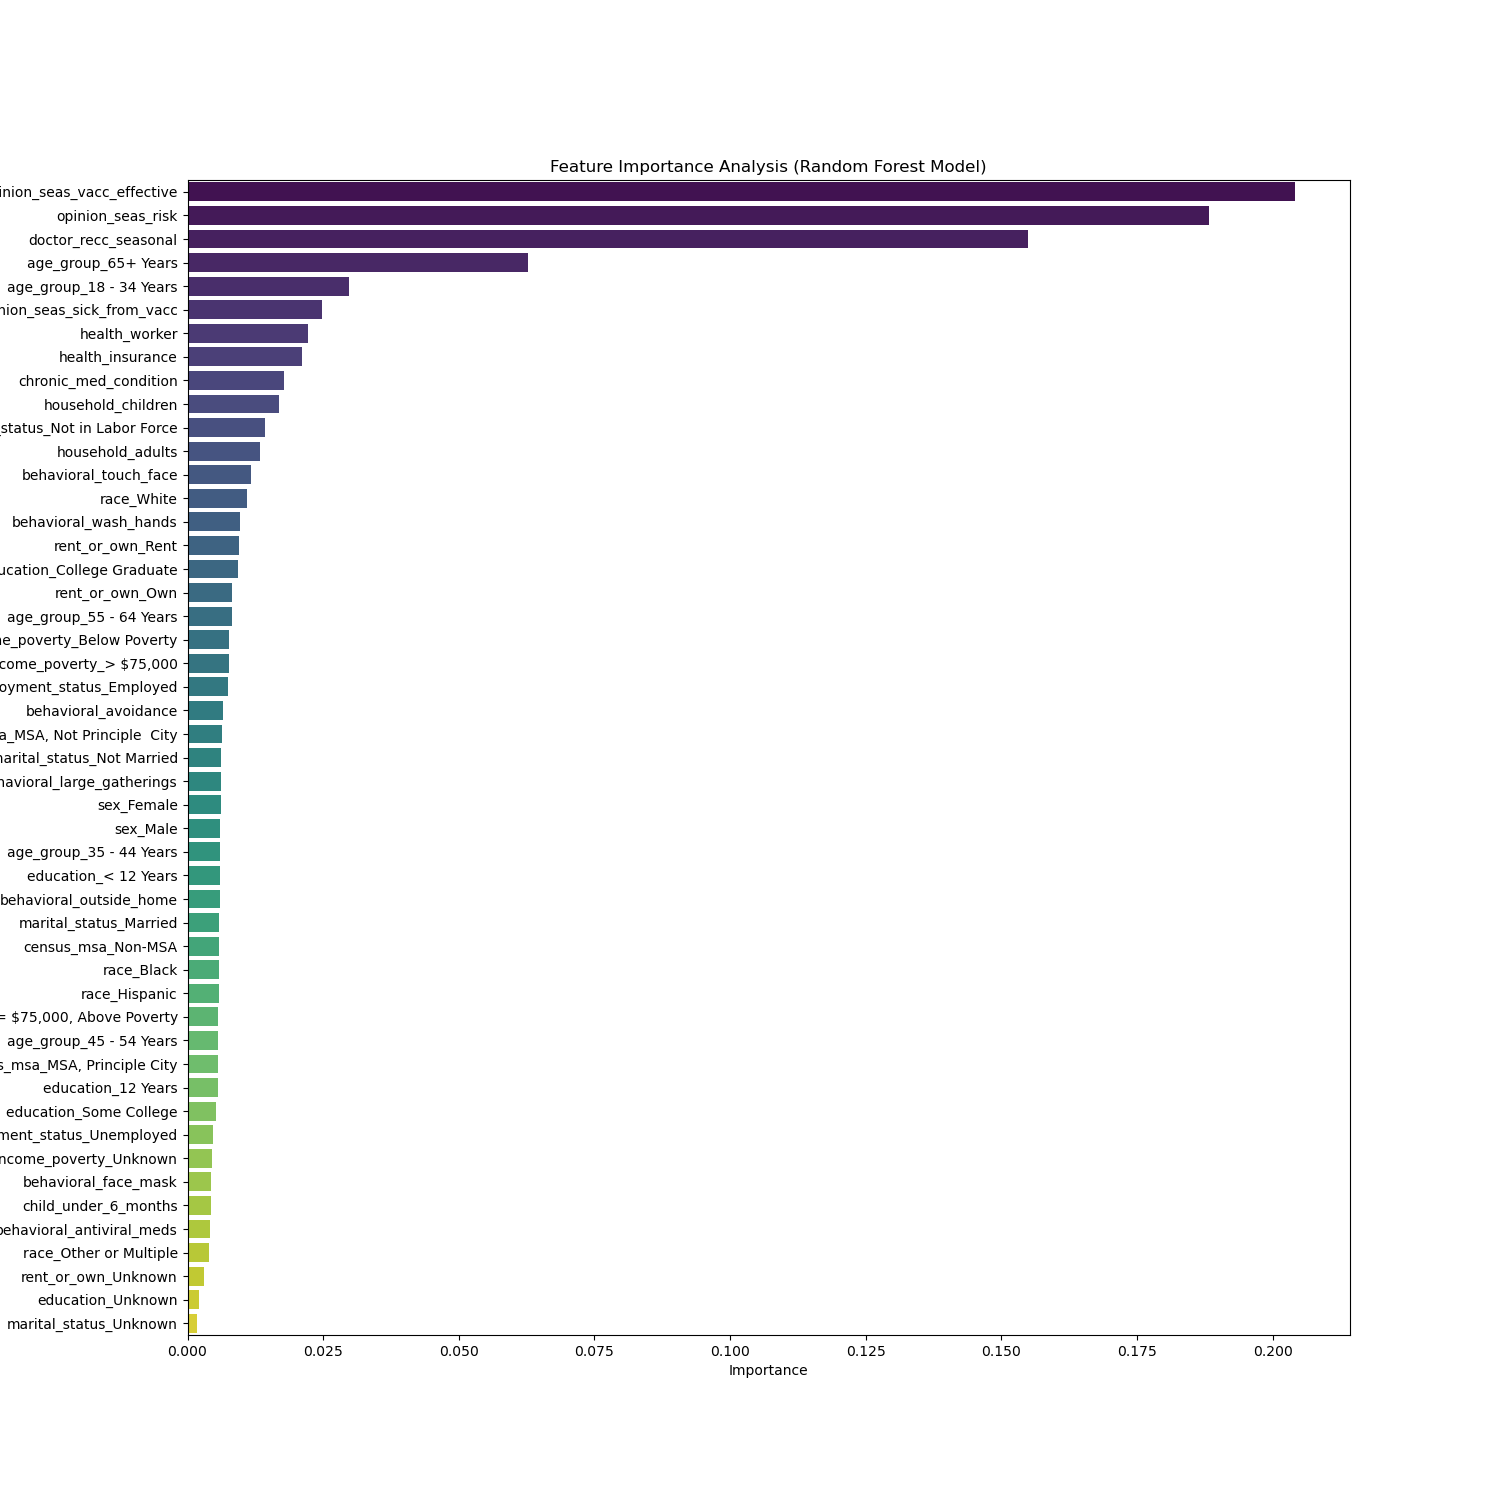 Feature Importance Analysis (Random Forest Model)
inion_seas_vacc_effective
opinion_seas_risk
doctor_recc_seasonal
age_group_65+ Years
age_group_18 - 34 Years
nion_seas_sick_from_vacc
health_worker
health_insurance
chronic_med_condition
household_children
_status_Not in Labor Force
household_adults
behavioral_touch_face
race_White
behavioral_wash_hands
rent_or_own_Rent
ucation_College Graduate
rent_or_own_Own
age_group_55 - 64 Years
ne_poverty_Below Poverty
come_poverty_> $75,000
oyment_status_Employed
behavioral_avoidance
a_MSA, Not Principle  City
marital_status_Not Married
havioral_large_gatherings
sex_Female
sex_Male
age_group_35 - 44 Years
education_< 12 Years
behavioral_outside_home
marital_status_Married
census_msa_Non-MSA
race_Black
race_Hispanic
= $75,000, Above Poverty
age_group_45 - 54 Years
s_msa_MSA, Principle City
education_12 Years
education_Some College
ment_status_Unemployed
ncome_poverty_Unknown
behavioral_face_mask
child_under_6_months
behavioral_antiviral_meds
race_Other or Multiple
rent_or_own_Unknown
education_Unknown
marital_status_Unknown
0.000 0.025 0.050 0.075 0.100 0.125 0.150 0.175 0.200
Importance